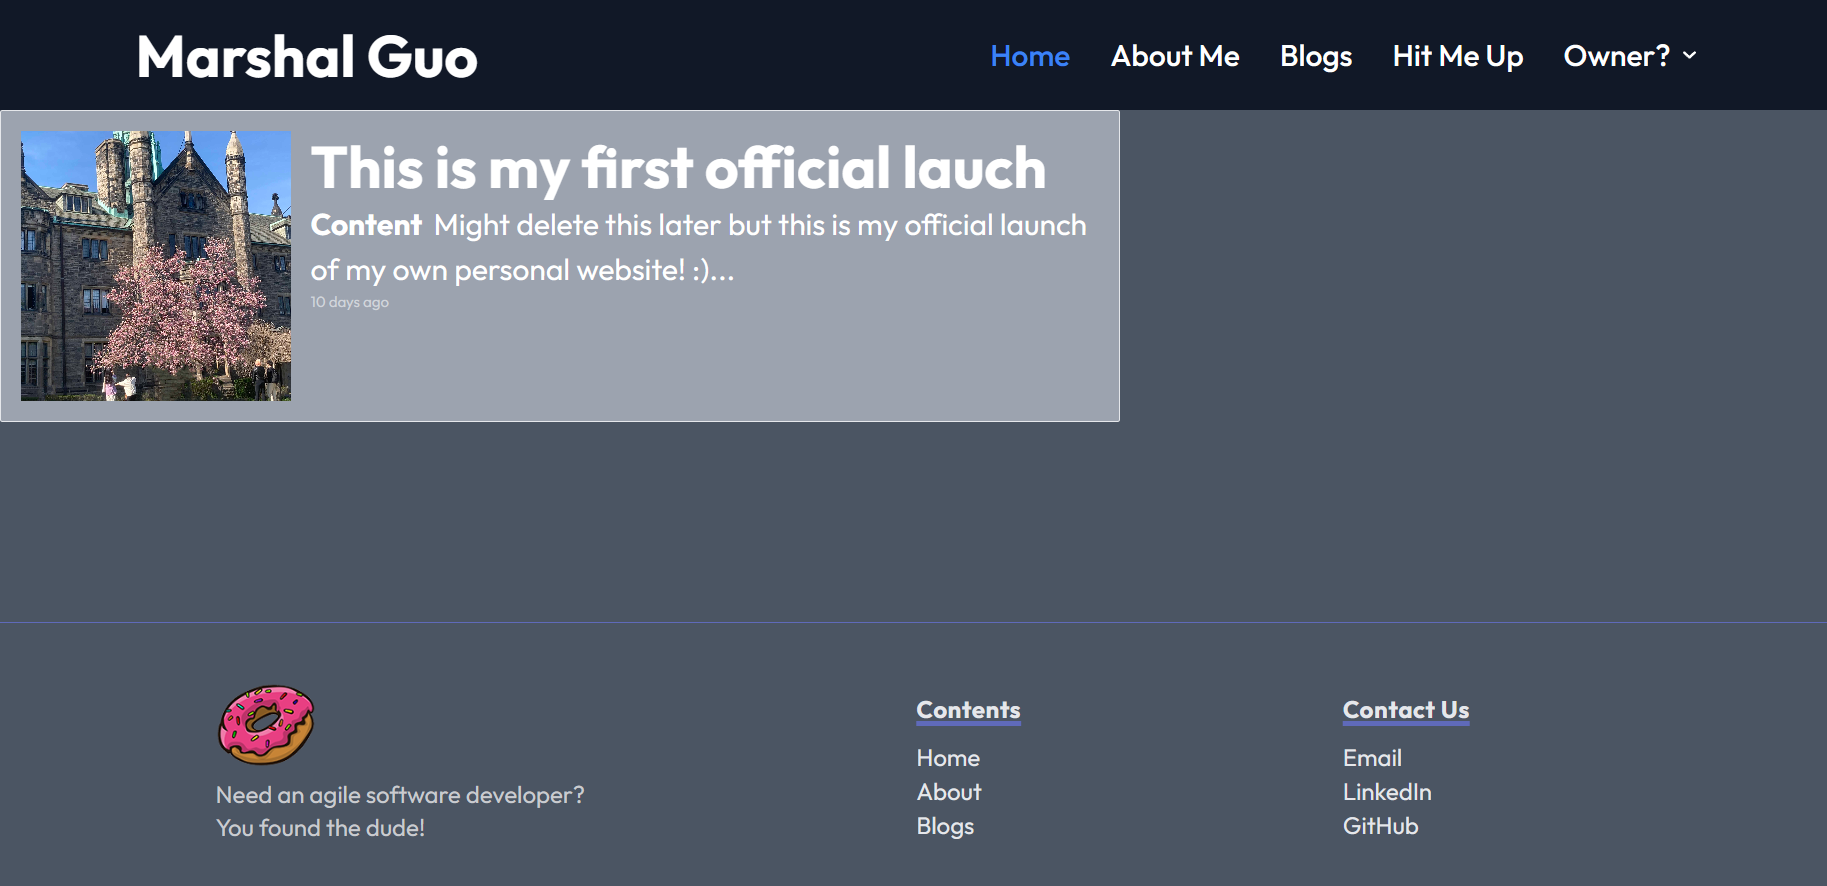 Marshal Guo
Home About Me Blogs Hit Me Up Owner?
This is my first official lauch
Content Might delete this later but this is my official launch
of my own personal website! :)...
10 days ago
Need an agile software developer?
You found the dude!
Contents
Home
About
Blogs
Contact Us
Email
LinkedIn
GitHub